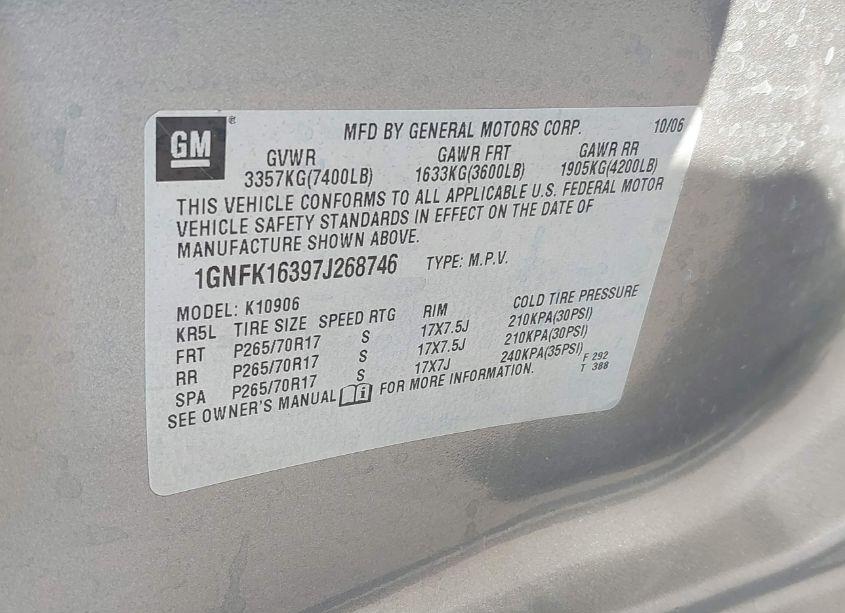 GM
MFD BY GENERAL MOTORS CORP. 10/06
GVWR GAWR FRT GAWR RR
3357KG(7400LB) 1633KG(3600LB) 1905KG(4200LB)
THIS VEHICLE CONFORMS TO ALL APPLICABLE U.S. FEDERAL MOTOR
VEHICLE SAFETY STANDARDS IN EFFECT ON THE DATE OF
MANUFACTURE SHOWN ABOVE.
1GNFK16397J268746 TYPE: M.P.V.
MODEL: K10906
KR5L TIRE SIZE SPEED RTG RIM COLD TIRE PRESSURE
FRT P265/70R17 S 17X7.5J 210KPA(30PSI)
RR P265/70R17 S 17X7.5J 210KPA(30PSI)
SPA P265/70R17 S 17X7J 240KPA(35PSI)
F 292
T 388
SEE OWNER'S MANUAL i FOR MORE INFORMATION.